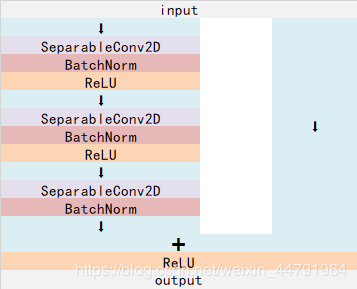 input
⬇
SeparableConv2D
BatchNorm
ReLU
⬇
SeparableConv2D
BatchNorm
ReLU
⬇
⬇
SeparableConv2D
BatchNorm
⬇
+
ReLU
https://blog.csdn.net/weixin_44791964
output